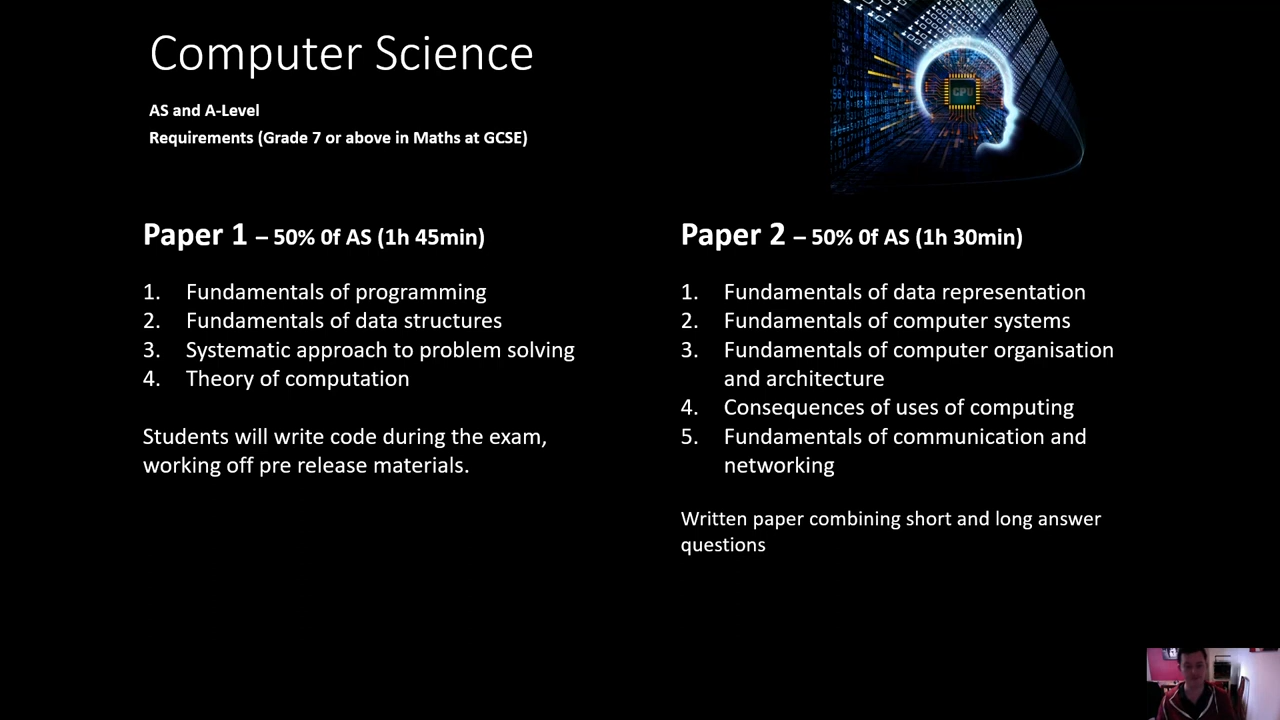 Computer Science
AS and A-Level
Requirements (Grade 7 or above in Maths at GCSE)
CPU
Paper 1 – 50% 0f AS (1h 45min)
1. Fundamentals of programming
2. Fundamentals of data structures
3. Systematic approach to problem solving
4. Theory of computation
Students will write code during the exam,
working off pre release materials.
Paper 2 – 50% 0f AS (1h 30min)
1. Fundamentals of data representation
2. Fundamentals of computer systems
3. Fundamentals of computer organisation
and architecture
4. Consequences of uses of computing
5. Fundamentals of communication and
networking
Written paper combining short and long answer
questions